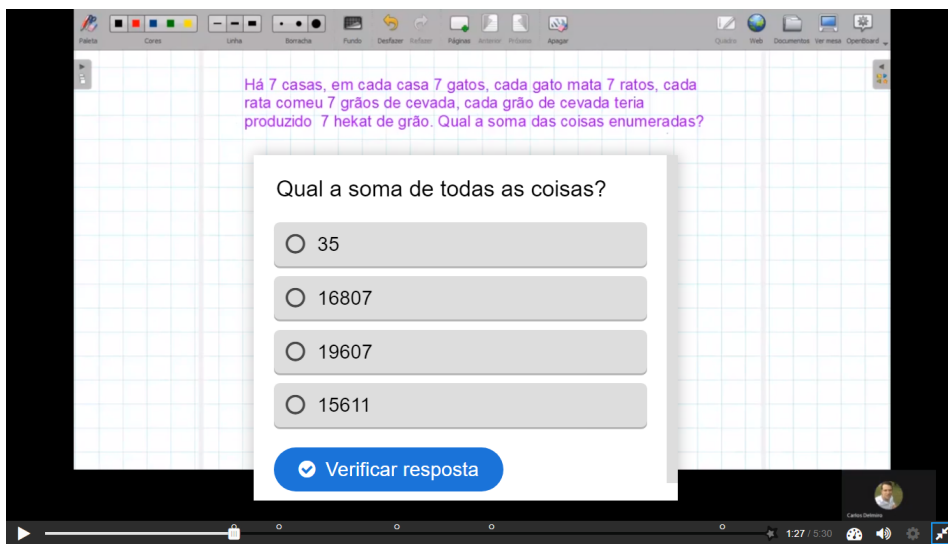 Paleta
Cores
Linha
Borracha
Fundo
Desfazer
Refazer
Páginas
Anterior
Próximo
Apagar
Quadro
Web
Documentos
Ver mesa
OpenBoard
Há 7 casas, em cada casa 7 gatos, cada gato mata 7 ratos, cada
rata comeu 7 grãos de cevada, cada grão de cevada teria
produzido 7 hekat de grão. Qual a soma das coisas enumeradas?
Qual a soma de todas as coisas?
35
16807
19607
15611
Verificar resposta
Carlos Delmiro
1:27 / 5:30